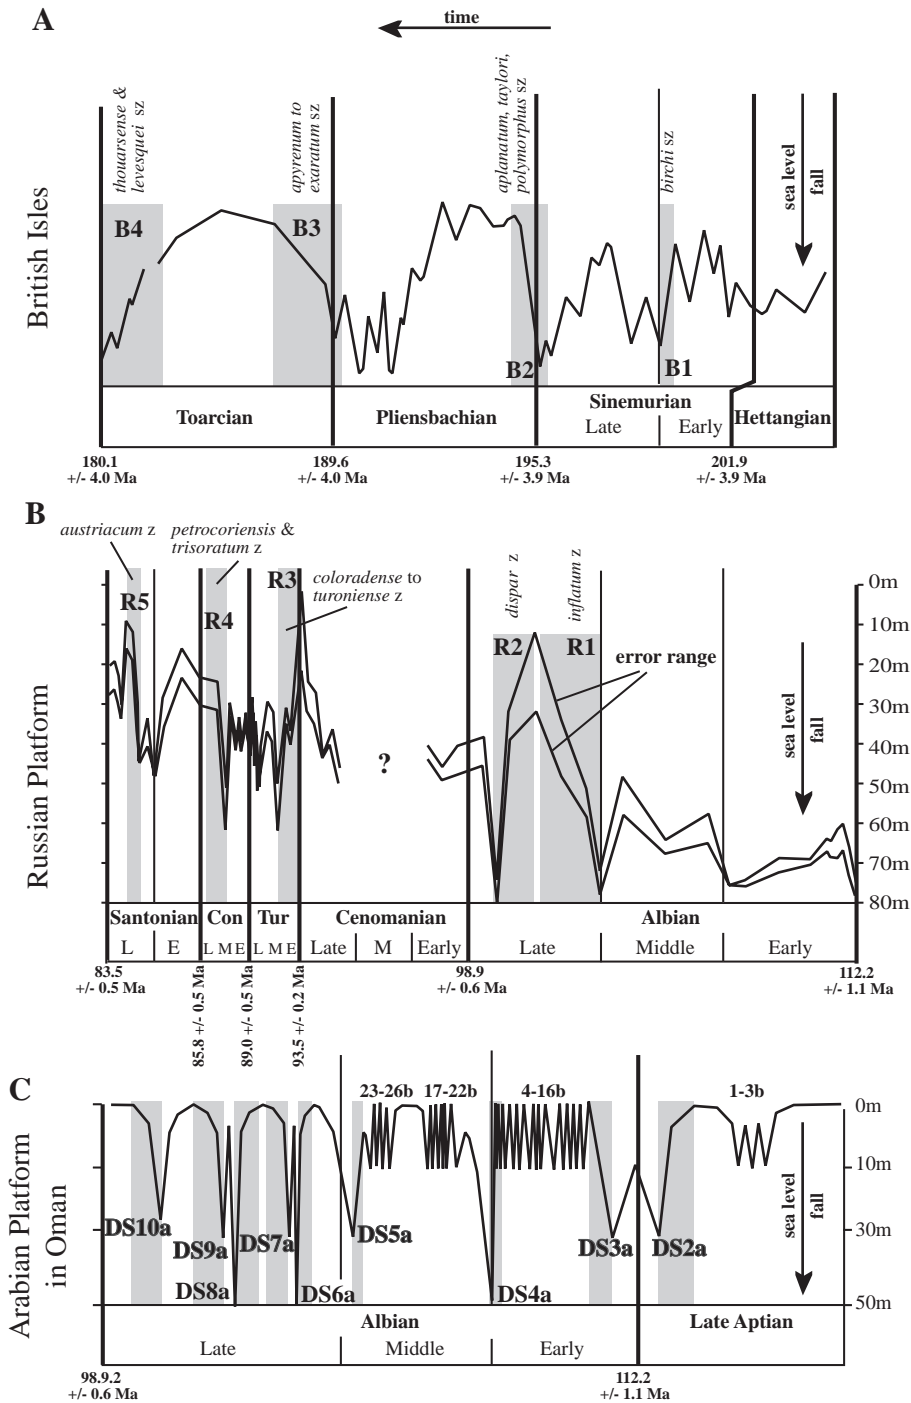 A
time
thouarsense &
levesquei sz
apyrenum to
exaratum sz
aplanatum, taylori,
polymorphus sz
birchi sz
sea level
fall
British Isles
B4
B3
B2
B1
Toarcian
Pliensbachian
Sinemurian
Late
Early
Hettangian
180.1
+/- 4.0 Ma
189.6
+/- 4.0 Ma
195.3
+/- 3.9 Ma
201.9
+/- 3.9 Ma
B
austriacum z
petrocoriensis &
trisoratum z
coloradense to
turoniense z
dispar z
inflatum z
R5
R4
R3
R2
R1
error range
?
sea level
fall
Russian Platform
0m
10m
20m
30m
40m
50m
60m
70m
80m
Santonian
Con
Tur
Cenomanian
Albian
L
E
L M E
L M E
Late
M
Early
Late
Middle
Early
83.5
+/- 0.5 Ma
85.8 +/- 0.5 Ma
89.0 +/- 0.5 Ma
93.5 +/- 0.2 Ma
98.9
+/- 0.6 Ma
112.2
+/- 1.1 Ma
C
23-26b
17-22b
4-16b
1-3b
Arabian Platform
in Oman
DS10a
DS9a
DS8a
DS7a
DS6a
DS5a
DS4a
DS3a
DS2a
sea level
fall
0m
10m
30m
50m
Albian
Late Aptian
Late
Middle
Early
98.9.2
+/- 0.6 Ma
112.2
+/- 1.1 Ma